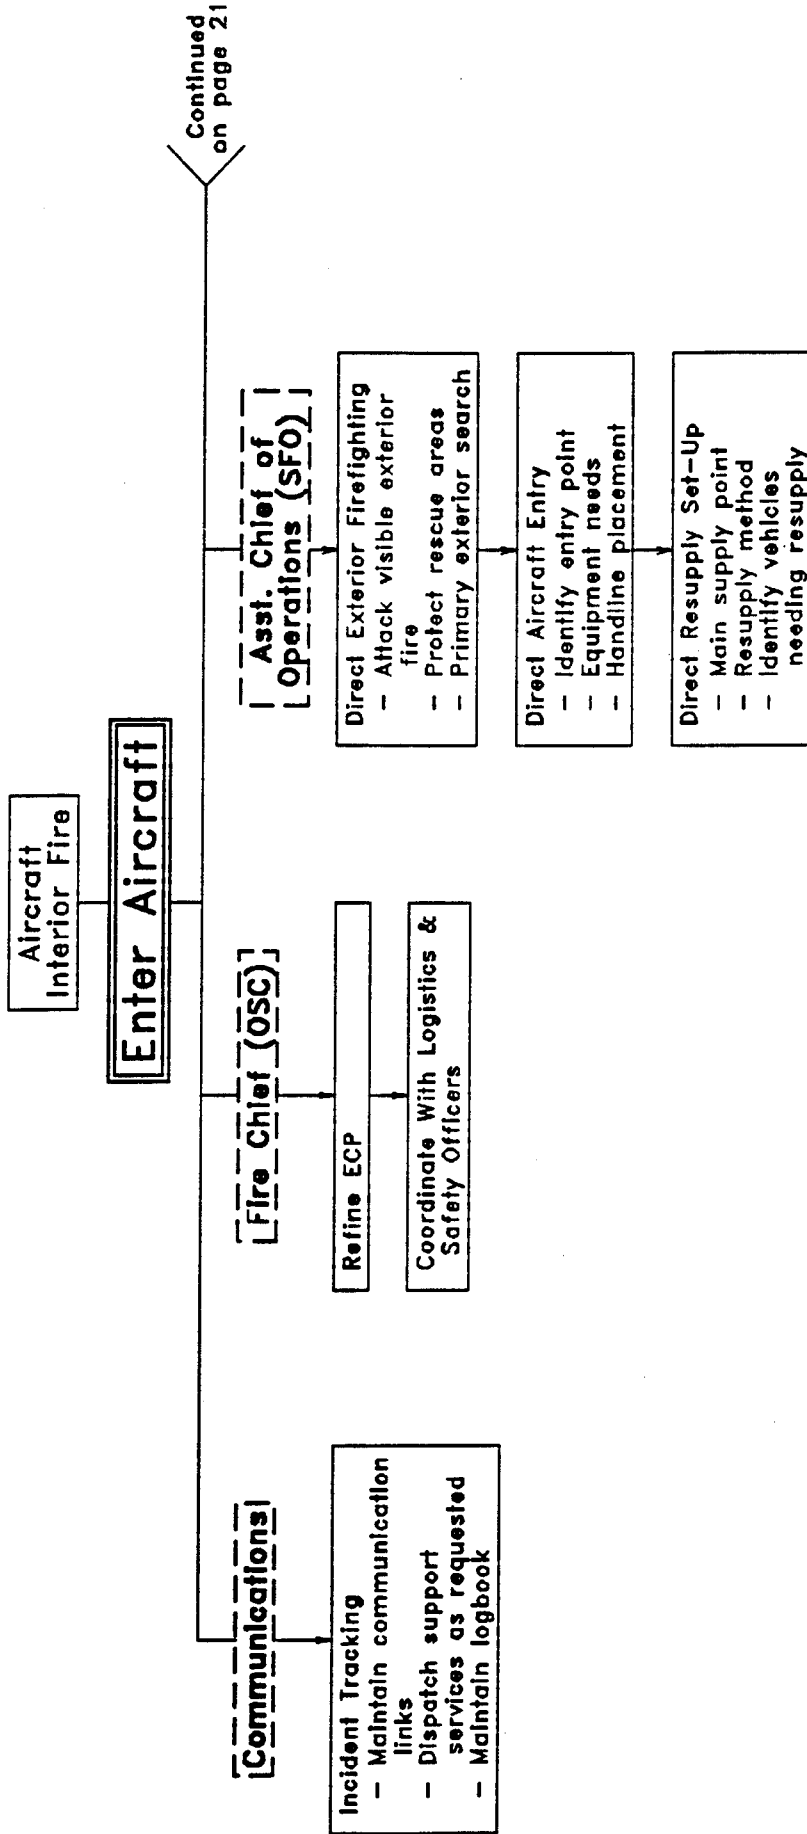 Aircraft
Interior Fire
Enter Aircraft
Continued
on page 21
Communications
Incident Tracking
- Maintain communication
links
- Dispatch support
services as requested
- Maintain logbook
Fire Chief (OSC)
Refine ECP
Coordinate With Logistics &
Safety Officers
Asst. Chief of
Operations (SFO)
Direct Exterior Firefighting
- Attack visible exterior
fire
- Protect rescue areas
- Primary exterior search
Direct Aircraft Entry
- Identify entry point
- Equipment needs
- Handline placement
Direct Resupply Set-Up
- Main supply point
- Resupply method
- Identify vehicles
needing resupply